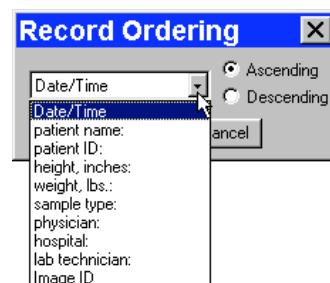 Record Ordering
Ascending
Date/Time
Descending
Date/Time
patient name:
ancel
patient ID:
height, inches:
weight, lbs.:
sample type:
physician:
hospital:
lab technician:
Image ID